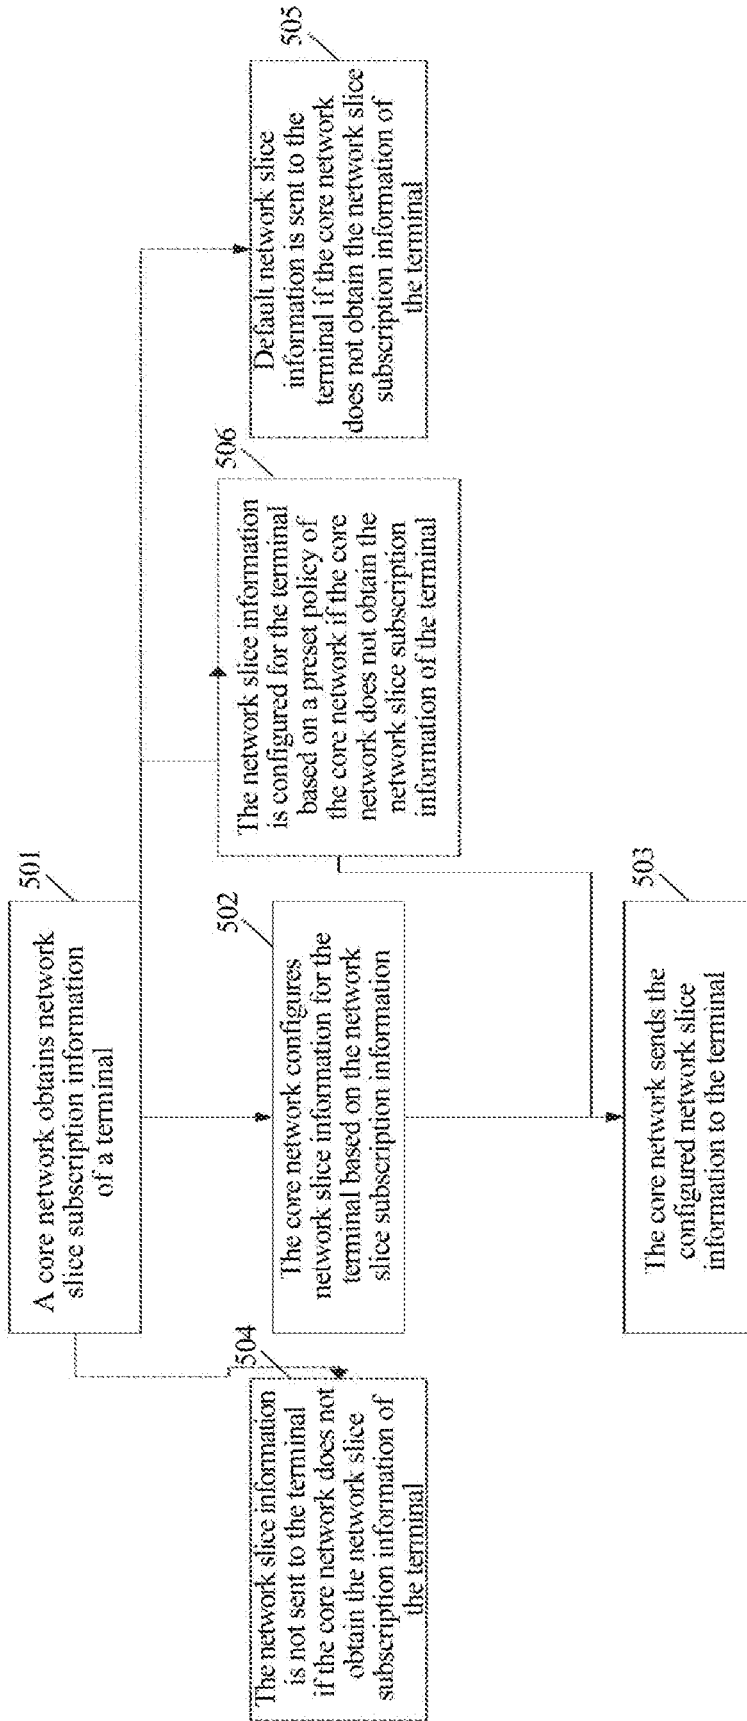 501
A core network obtains network
slice subscription information
of a terminal
504
The network slice information
is not sent to the terminal
if the core network does not
obtain the network slice
subscription information of
the terminal
502
The core network configures
network slice information for the
terminal based on the network
slice subscription information
506
The network slice information
is configured for the terminal
based on a preset policy of
the core network if the core
network does not obtain the
network slice subscription
information of the terminal
505
Default network slice
information is sent to the
terminal if the core network
does not obtain the network slice
subscription information of
the terminal
503
The core network sends the
configured network slice
information to the terminal